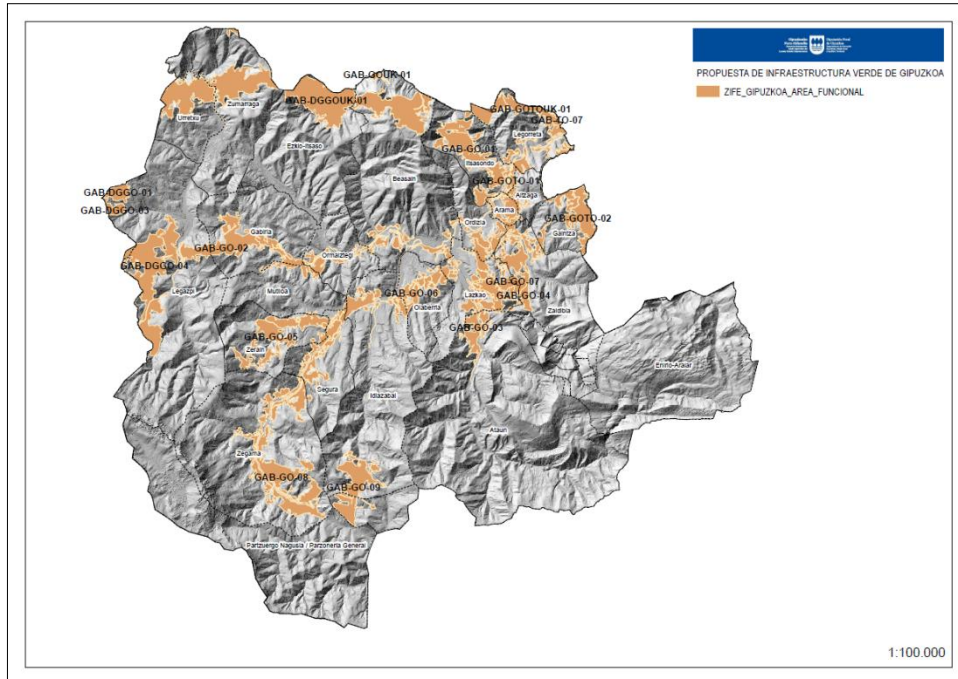 PROPUESTA DE INFRAESTRUCTURA VERDE DE GIPUZKOA
ZIFE_GIPUZKOA_AREA_FUNCIONAL
GAB-GOUK-01
GAB-DGGOUK-01
Zumarraga
Urretxu
GAB-GOTOUK-01
GAB-TO-07
Legorreta
Ezkio-Itsaso
GAB-GO-01
Itsasondo
Beasain
GAB-GOTO-01
GAB-DGGO-01
Altzaga
GAB-DGGO-03
Arama
GAB-GOTO-02
Ordizia
Gabiria
Gaintza
GAB-GO-02
Ormaiztegi
GAB-DGGO-04
GAB-GO-07
Legazpi
Mutiloa
GAB-GO-06
Lazkao
GAB-GO-04
Olaberria
Zaldibia
GAB-GO-03
GAB-GO-05
Zerain
Enirio-Aralar
Segura
Idiazabal
Ataun
Zegama
GAB-GO-08
GAB-GO-09
Partzuergo Nagusia / Parzonería General
1:100.000